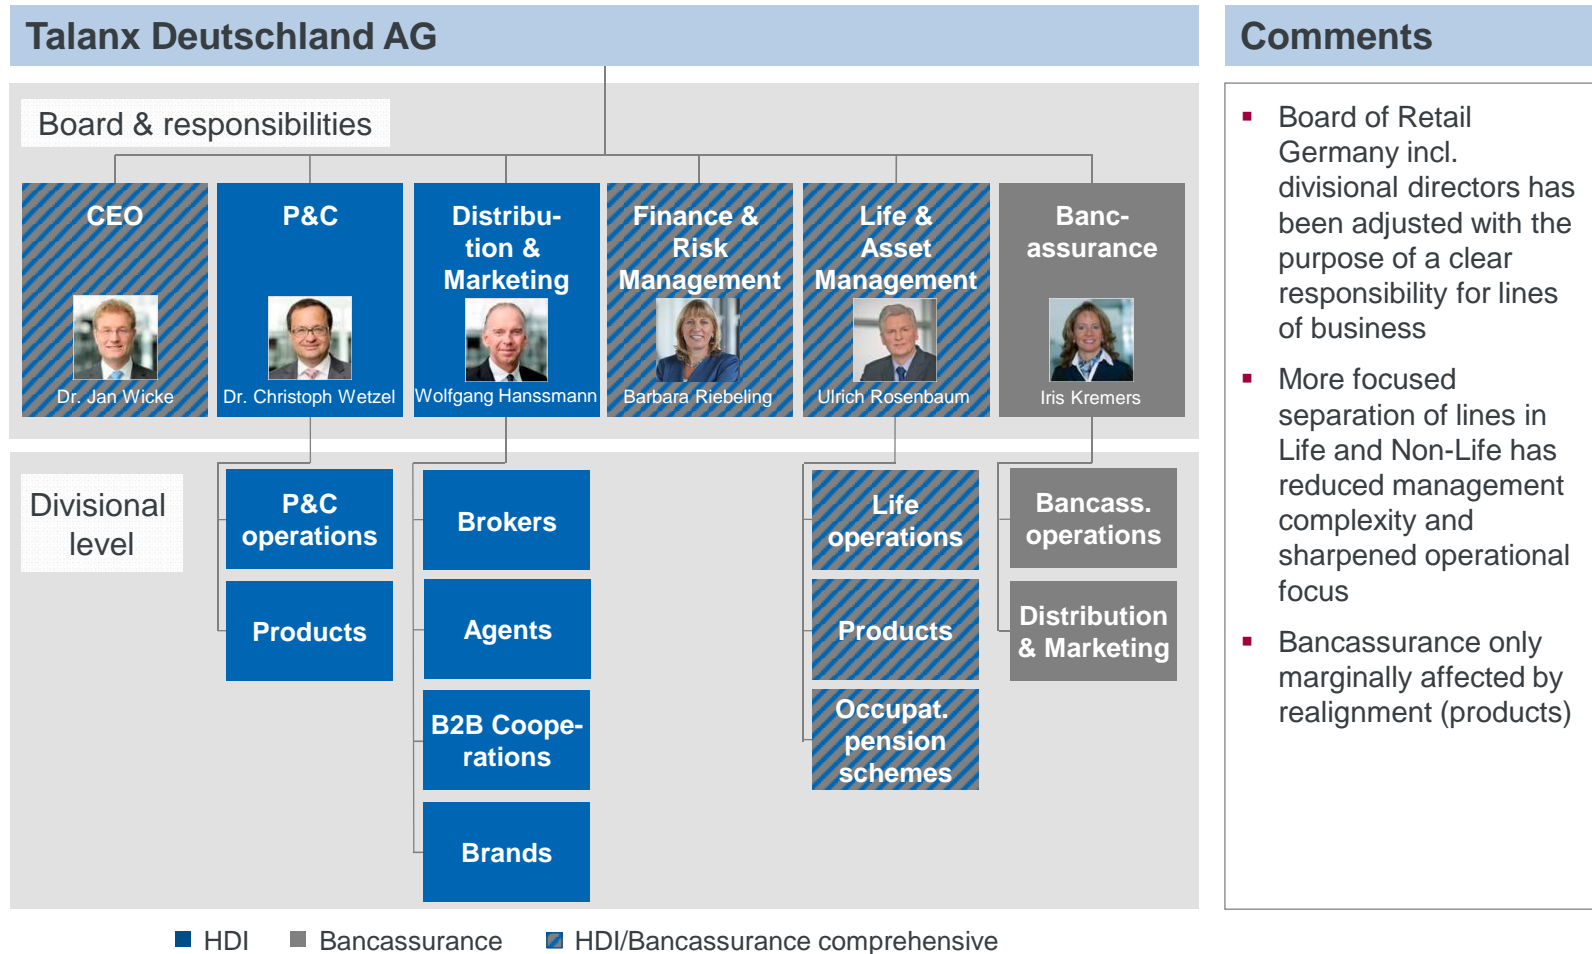 Talanx Deutschland AG
Board & responsibilities
CEO
Dr. Jan Wicke
P&C
Dr. Christoph Wetzel
Distribu-
tion &
Marketing
Wolfgang Hanssmann
Finance &
Risk
Management
Barbara Riebeling
Life &
Asset
Management
Ulrich Rosenbaum
Banc-
assurance
Iris Kremers
Divisional
level
P&C
operations
Products
Brokers
Agents
B2B Coope-
rations
Brands
Life
operations
Products
Occupat.
pension
schemes
Bancass.
operations
Distribution
& Marketing
HDI
Bancassurance
HDI/Bancassurance comprehensive
Comments
Board of Retail
Germany incl.
divisional directors has
been adjusted with the
purpose of a clear
responsibility for lines
of business
More focused
separation of lines in
Life and Non-Life has
reduced management
complexity and
sharpened operational
focus
Bancassurance only
marginally affected by
realignment (products)